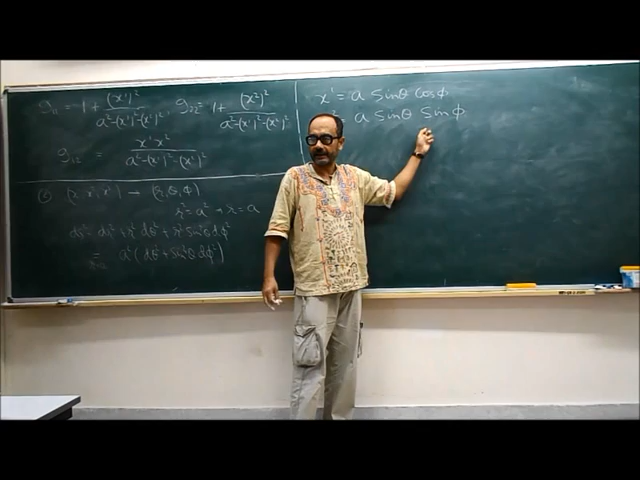 g₁₁ = 1 + (x¹)² / a²-(x¹)²-(x²)² , g₂₂ = 1 + (x²)² / a²-(x¹)²-(x²)²
g₁₂ = x¹x² / a²-(x¹)²-(x²)²
→ (r, θ, φ)
r² = a² → r = a
ds² = dr² + r² dθ² + r² sin²θ dφ²
= a² (dθ² + sin²θ dφ²)
x¹ = a Sinθ cosφ
x² = a Sinθ Sinφ